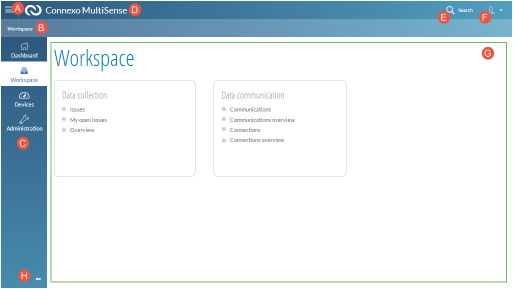 A Connexo MultiSense D
E Search F
Workspace B
Dashboard
Workspace
Devices
Administration
C
H
G
Workspace
Data collection
Issues
My open issues
Overview
Data communication
Communications
Communications overview
Connections
Connections overview